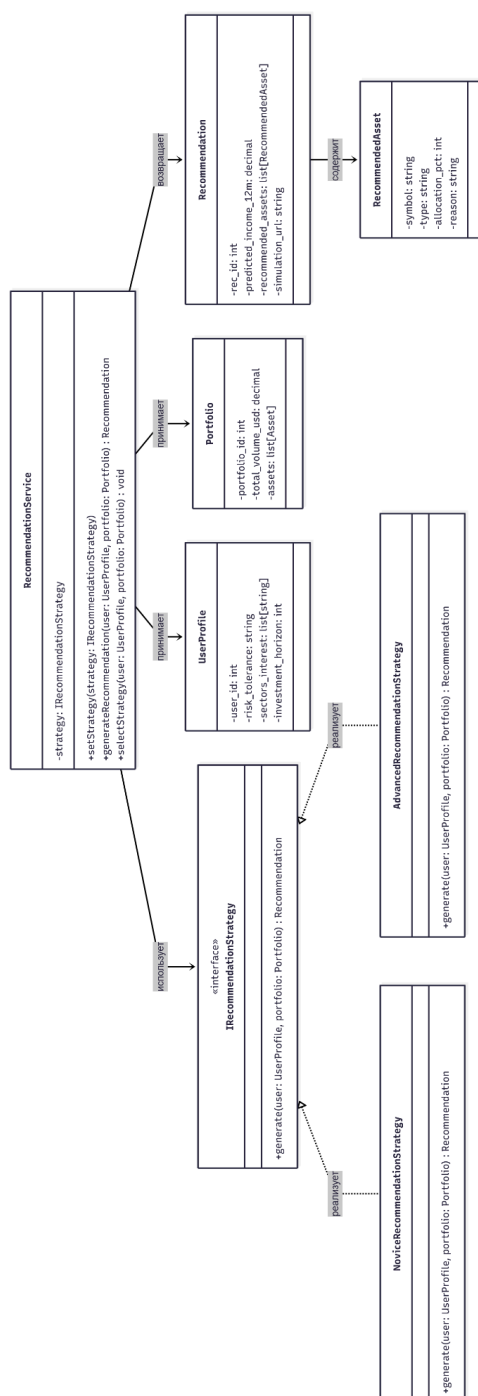 RecommendationService
-strategy: IRecommendationStrategy
+setStrategy(strategy: IRecommendationStrategy)
+generateRecommendation(user: UserProfile, portfolio: Portfolio) : Recommendation
+selectStrategy(user: UserProfile, portfolio: Portfolio) : void
использует
принимает
принимает
возвращает
«interface»
IRecommendationStrategy
+generate(user: UserProfile, portfolio: Portfolio) : Recommendation
UserProfile
-user_id: int
-risk_tolerance: string
-sectors_interest: list[string]
-investment_horizon: int
Portfolio
-portfolio_id: int
-total_volume_usd: decimal
-assets: list[Asset]
Recommendation
-rec_id: int
-predicted_income_12m: decimal
-recommended_assets: list[RecommendedAsset]
-simulation_url: string
реализует
реализует
содержит
NoviceRecommendationStrategy
+generate(user: UserProfile, portfolio: Portfolio) : Recommendation
AdvancedRecommendationStrategy
+generate(user: UserProfile, portfolio: Portfolio) : Recommendation
RecommendedAsset
-symbol: string
-type: string
-allocation_pct: int
-reason: string